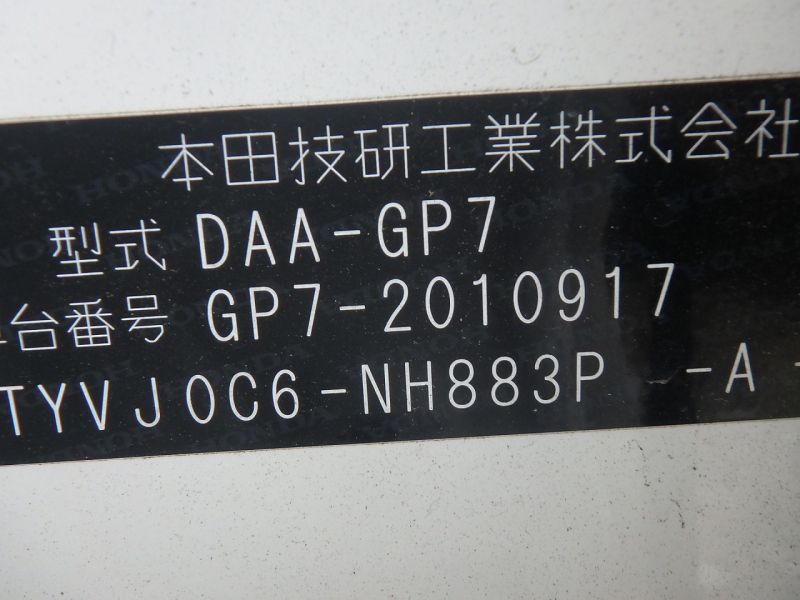 本田技研工業株式会社
型式 DAA-GP7
台番号 GP7-2010917
TYVJ0C6-NH883P -A-